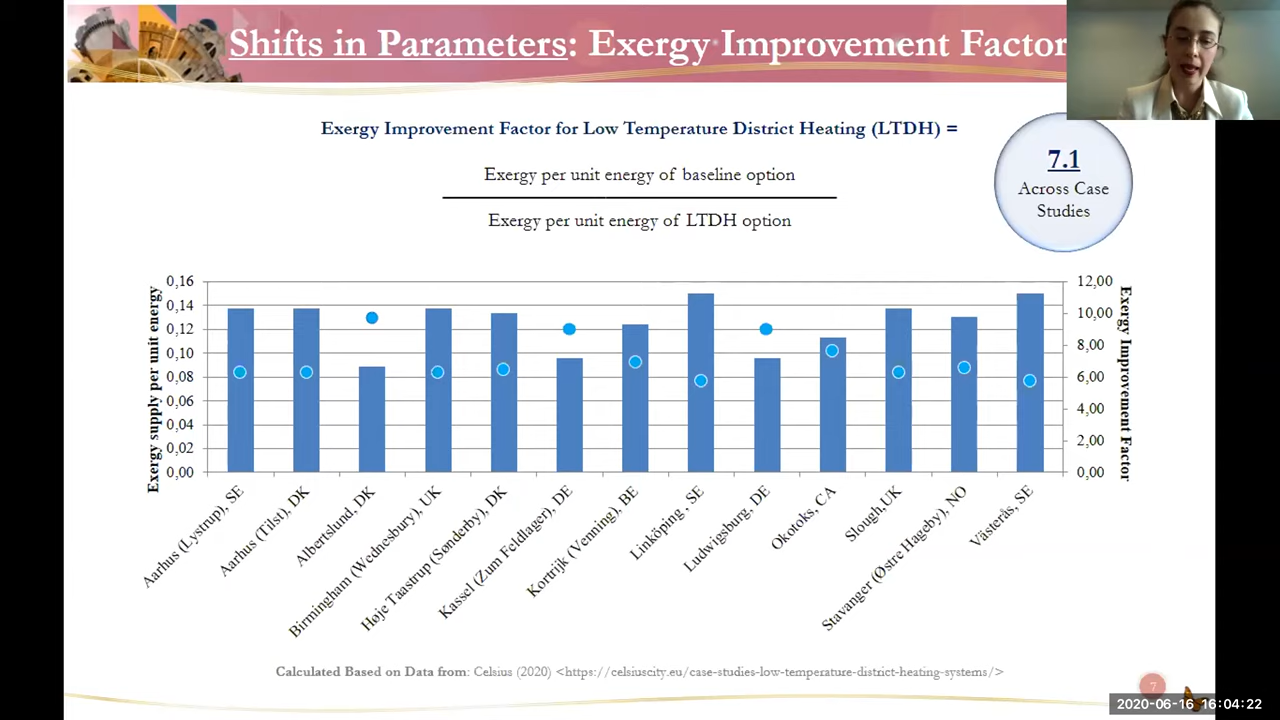 Shifts in Parameters: Exergy Improvement Factor
Exergy Improvement Factor for Low Temperature District Heating (LTDH) =
Exergy per unit energy of baseline option
Exergy per unit energy of LTDH option
7.1
Across Case
Studies
Exergy supply per unit energy
0,16
0,14
0,12
0,10
0,08
0,06
0,04
0,02
0,00
12,00
10,00
8,00
6,00
4,00
2,00
0,00
Exergy Improvement Factor
Aarhus (Lystrup), SE
Aarhus (Tilst), DK
Albertslund, DK
Birmingham (Wednesbury), UK
Høje Taastrup (Sønderby), DK
Kassel (Zum Feldlager), DE
Kortrijk (Venning), BE
Linköping , SE
Ludwigsburg, DE
Okotoks, CA
Slough,UK
Stavanger (Østre Hageby), NO
Västerås, SE
Calculated Based on Data from: Celsius (2020) <https://celsiuscity.eu/case-studies-low-temperature-district-heating-systems/>
7
2020-06-16 16:04:22